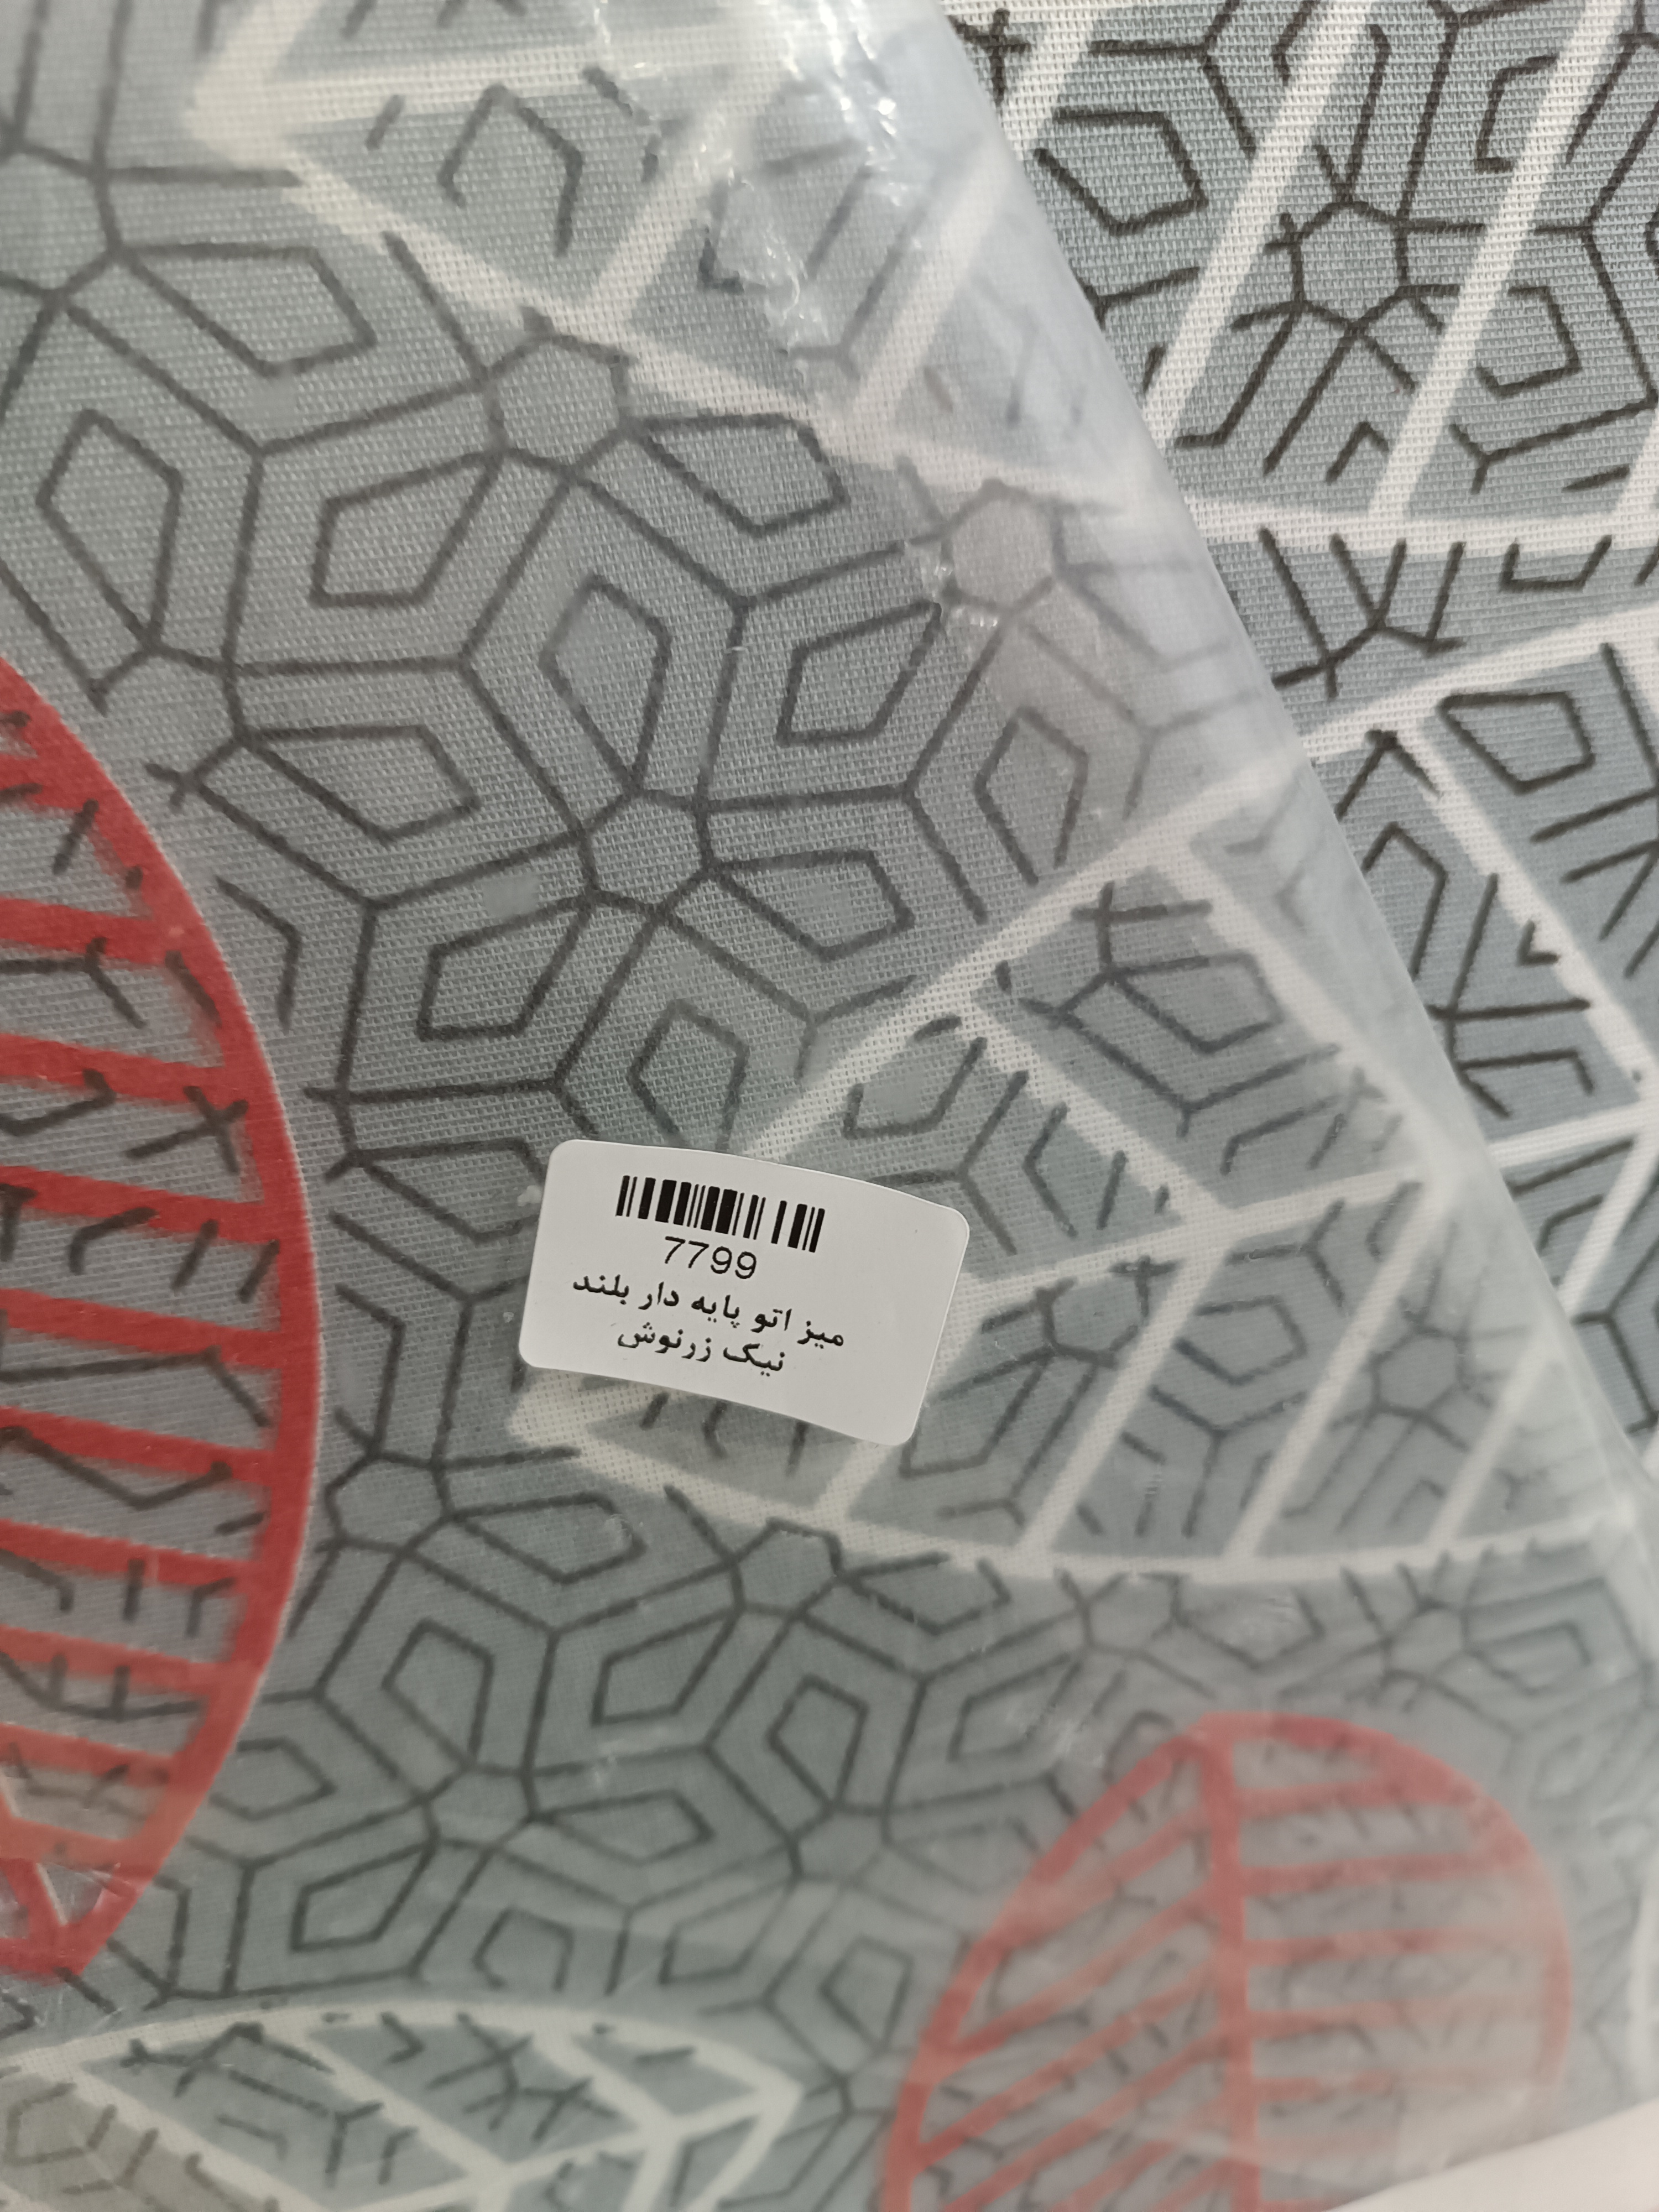 7799
میز اتو پایه دار بلند
نیک زرنوش